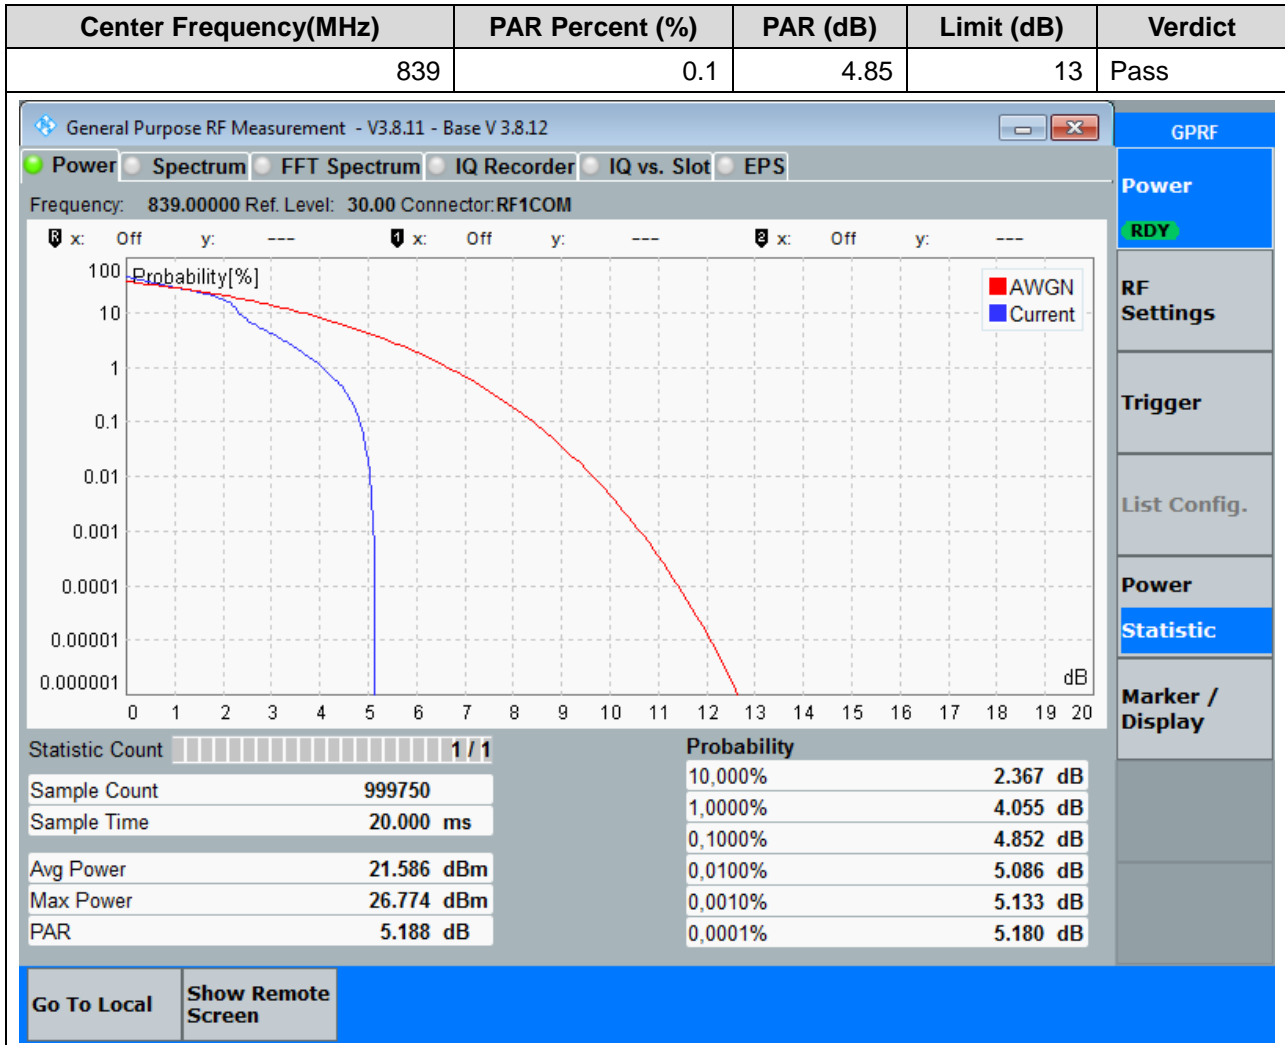 Center Frequency(MHz) PAR Percent (%) PAR (dB) Limit (dB) Verdict
839 0.1 4.85 13 Pass
General Purpose RF Measurement - V3.8.11 - Base V 3.8.12
GPRF
Power Spectrum FFT Spectrum IQ Recorder IQ vs. Slot EPS
Power
RDY
Frequency: 839.00000 Ref. Level: 30.00 Connector:RF1COM
R x: Off y: --- 1 x: Off y: --- 2 x: Off y: ---
Probability[%]
AWGN
Current
100
10
1
0.1
0.01
0.001
0.0001
0.00001
0.000001
dB
0 1 2 3 4 5 6 7 8 9 10 11 12 13 14 15 16 17 18 19 20
RF
Settings
Trigger
List Config.
Power
Statistic
Marker /
Display
Statistic Count 1 / 1
Sample Count 999750
Sample Time 20.000 ms
Avg Power 21.586 dBm
Max Power 26.774 dBm
PAR 5.188 dB
Probability
10,000% 2.367 dB
1,0000% 4.055 dB
0,1000% 4.852 dB
0,0100% 5.086 dB
0,0010% 5.133 dB
0,0001% 5.180 dB
Go To Local
Show Remote
Screen